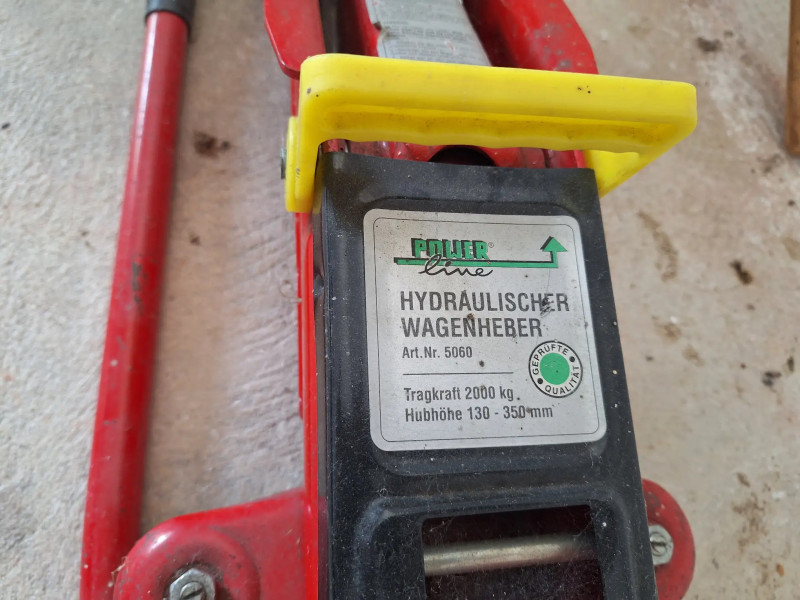 POWER®
line
HYDRAULISCHER
WAGENHEBER
Art.Nr. 5060
GEPRÜFTE
QUALITÄT
Tragkraft 2000 kg
Hubhöhe 130 - 350 mm